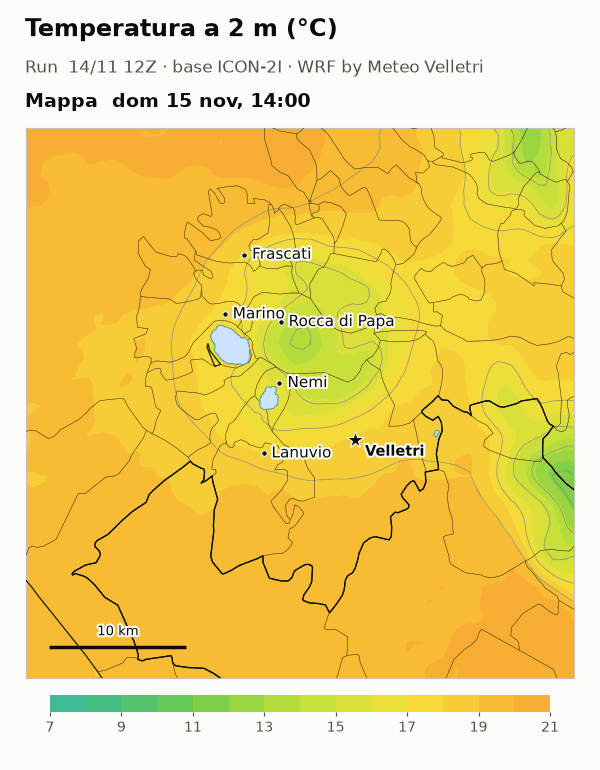 Temperatura a 2 m (°C)
Run  14/11 12Z · base ICON-2I · WRF by Meteo Velletri
Mappa  dom 15 nov, 14:00
Frascati
Marino
Rocca di Papa
Nemi
Velletri
Lanuvio
10 km
7 9 11 13 15 17 19 21